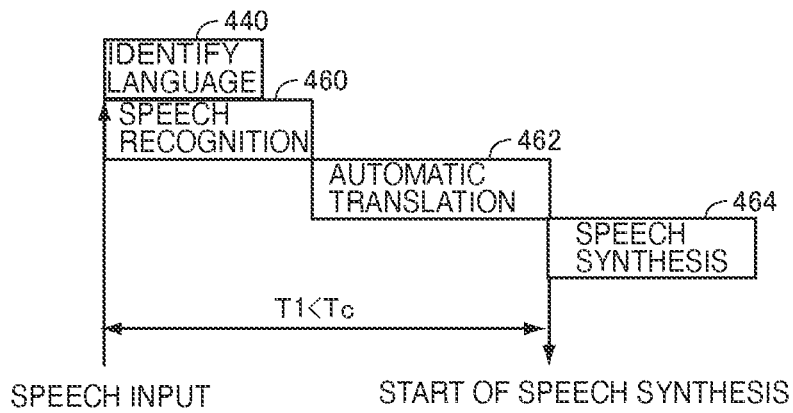 440
IDENTIFY
LANGUAGE
460
SPEECH
RECOGNITION
462
AUTOMATIC
TRANSLATION
464
SPEECH
SYNTHESIS
T1<Tc
SPEECH INPUT
START OF SPEECH SYNTHESIS